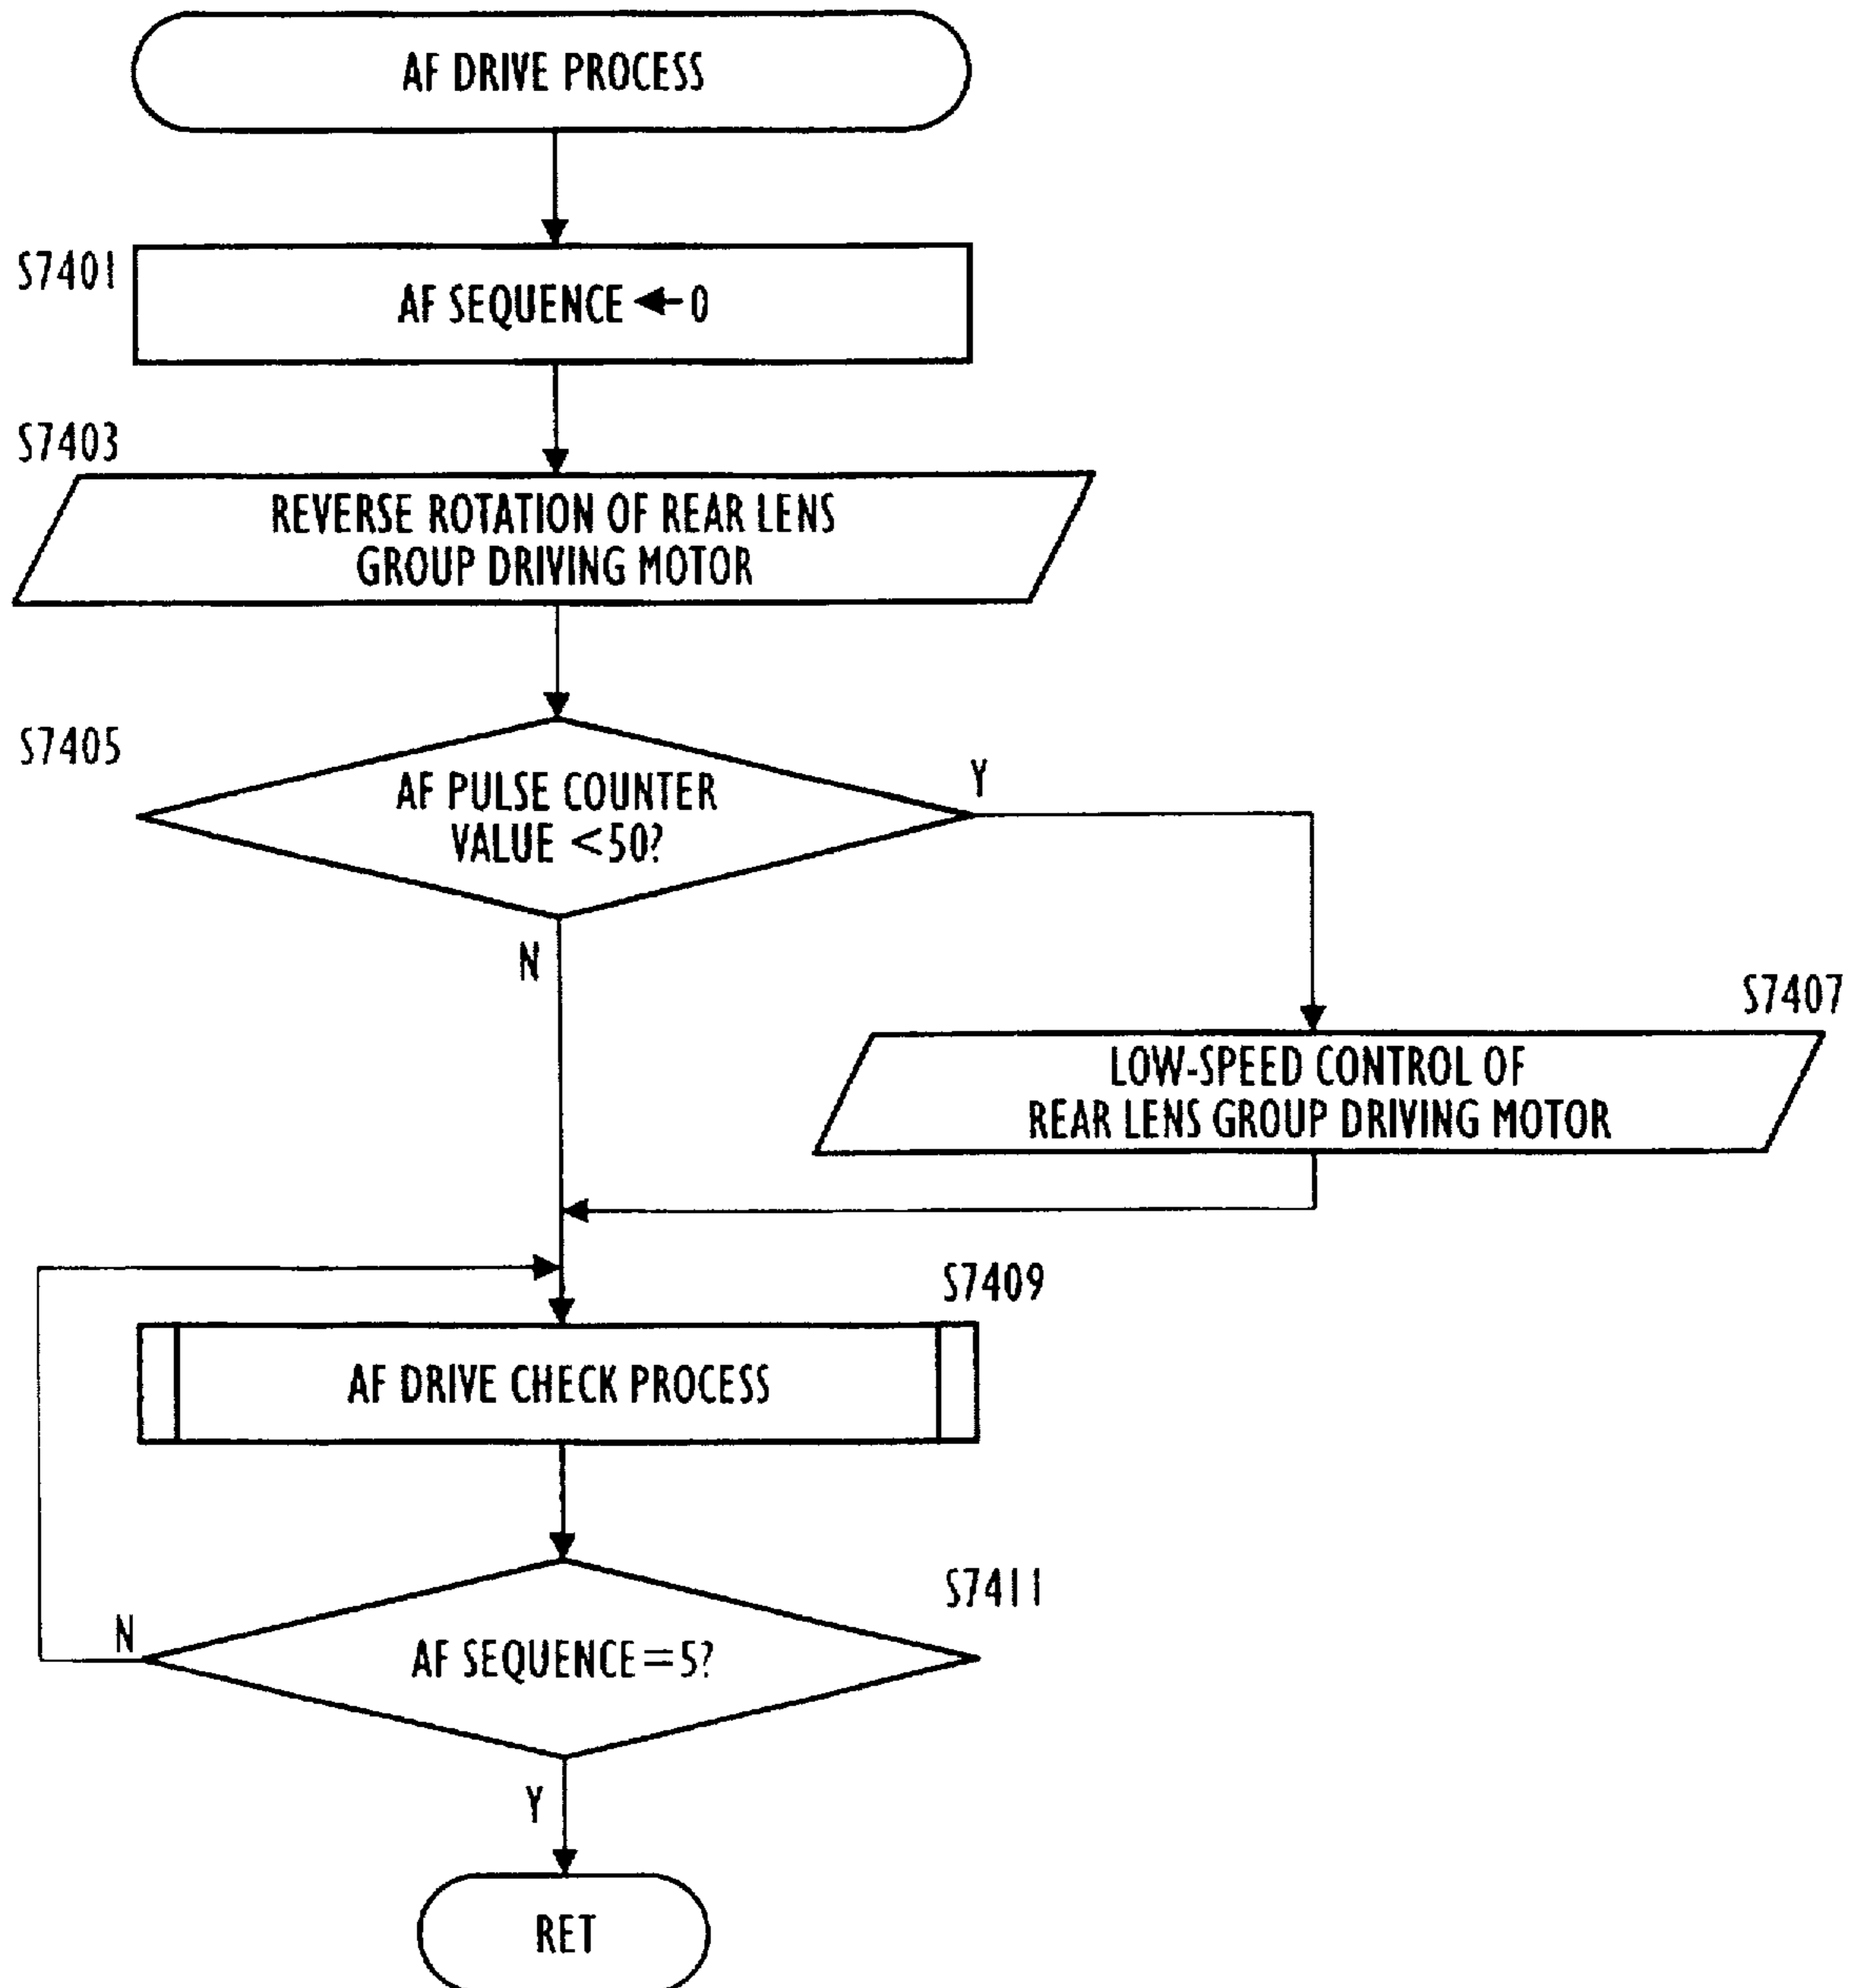 AF DRIVE PROCESS
S7401
AF SEQUENCE ← 0
S7403
REVERSE ROTATION OF REAR LENS
GROUP DRIVING MOTOR
S7405
AF PULSE COUNTER
VALUE <50?
Y
N
S7407
LOW-SPEED CONTROL OF
REAR LENS GROUP DRIVING MOTOR
S7409
AF DRIVE CHECK PROCESS
S7411
AF SEQUENCE=5?
N
Y
RET